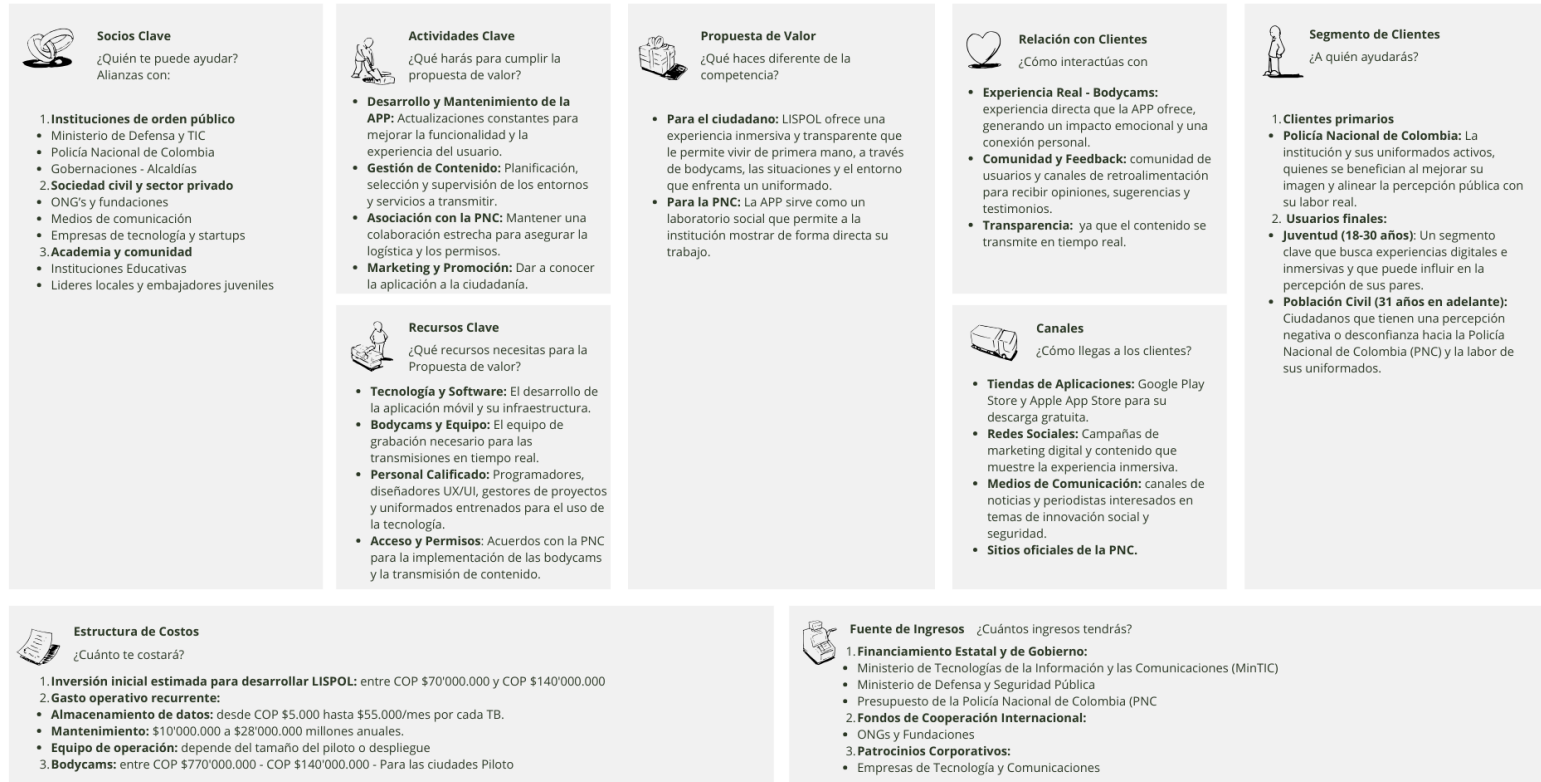 Socios Clave
¿Quién te puede ayudar?
Alianzas con:
1. Instituciones de orden público
• Ministerio de Defensa y TIC
• Policía Nacional de Colombia
• Gobernaciones - Alcaldías
2. Sociedad civil y sector privado
• ONG's y fundaciones
• Medios de comunicación
• Empresas de tecnología y startups
3. Academia y comunidad
• Instituciones Educativas
• Lideres locales y embajadores juveniles
Actividades Clave
¿Qué harás para cumplir la
propuesta de valor?
• Desarrollo y Mantenimiento de la
APP: Actualizaciones constantes para
mejorar la funcionalidad y la
experiencia del usuario.
• Gestión de Contenido: Planificación,
selección y supervisión de los entornos
y servicios a transmitir.
• Asociación con la PNC: Mantener una
colaboración estrecha para asegurar la
logística y los permisos.
• Marketing y Promoción: Dar a conocer
la aplicación a la ciudadanía.
Recursos Clave
¿Qué recursos necesitas para la
Propuesta de valor?
• Tecnología y Software: El desarrollo de
la aplicación móvil y su infraestructura.
• Bodycams y Equipo: El equipo de
grabación necesario para las
transmisiones en tiempo real.
• Personal Calificado: Programadores,
diseñadores UX/UI, gestores de proyectos
y uniformados entrenados para el uso de
la tecnología.
• Acceso y Permisos: Acuerdos con la PNC
para la implementación de las bodycams
y la transmisión de contenido.
Propuesta de Valor
¿Qué haces diferente de la
competencia?
• Para el ciudadano: LISPOL ofrece una
experiencia inmersiva y transparente que
le permite vivir de primera mano, a través
de bodycams, las situaciones y el entorno
que enfrenta un uniformado.
• Para la PNC: La APP sirve como un
laboratorio social que permite a la
institución mostrar de forma directa su
trabajo.
Relación con Clientes
¿Cómo interactúas con
• Experiencia Real - Bodycams:
experiencia directa que la APP ofrece,
generando un impacto emocional y una
conexión personal.
• Comunidad y Feedback: comunidad de
usuarios y canales de retroalimentación
para recibir opiniones, sugerencias y
testimonios.
• Transparencia: ya que el contenido se
transmite en tiempo real.
Canales
¿Cómo llegas a los clientes?
• Tiendas de Aplicaciones: Google Play
Store y Apple App Store para su
descarga gratuita.
• Redes Sociales: Campañas de
marketing digital y contenido que
muestre la experiencia inmersiva.
• Medios de Comunicación: canales de
noticias y periodistas interesados en
temas de innovación social y
seguridad.
• Sitios oficiales de la PNC.
Segmento de Clientes
¿A quién ayudarás?
1. Clientes primarios
• Policía Nacional de Colombia: La
institución y sus uniformados activos,
quienes se benefician al mejorar su
imagen y alinear la percepción pública con
su labor real.
2. Usuarios finales:
• Juventud (18-30 años): Un segmento
clave que busca experiencias digitales e
inmersivas y que puede influir en la
percepción de sus pares.
• Población Civil (31 años en adelante):
Ciudadanos que tienen una percepción
negativa o desconfianza hacia la Policía
Nacional de Colombia (PNC) y la labor de
sus uniformados.
Estructura de Costos
¿Cuánto te costará?
1. Inversión inicial estimada para desarrollar LISPOL: entre COP $70'000.000 y COP $140'000.000
2. Gasto operativo recurrente:
• Almacenamiento de datos: desde COP $5.000 hasta $55.000/mes por cada TB.
• Mantenimiento: $10'000.000 a $28'000.000 millones anuales.
• Equipo de operación: depende del tamaño del piloto o despliegue
3. Bodycams: entre COP $770'000.000 - COP $140'000.000 - Para las ciudades Piloto
Fuente de Ingresos ¿Cuántos ingresos tendrás?
1. Financiamiento Estatal y de Gobierno:
• Ministerio de Tecnologías de la Información y las Comunicaciones (MinTIC)
• Ministerio de Defensa y Seguridad Pública
• Presupuesto de la Policía Nacional de Colombia (PNC
2. Fondos de Cooperación Internacional:
• ONGs y Fundaciones
3. Patrocinios Corporativos:
• Empresas de Tecnología y Comunicaciones